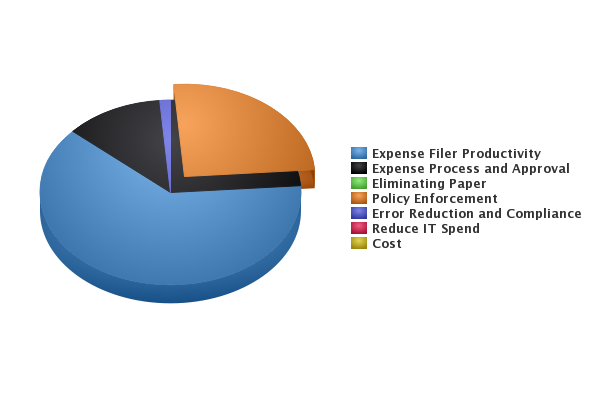 Expense Filer Productivity
Expense Process and Approval
Eliminating Paper
Policy Enforcement
Error Reduction and Compliance
Reduce IT Spend
Cost